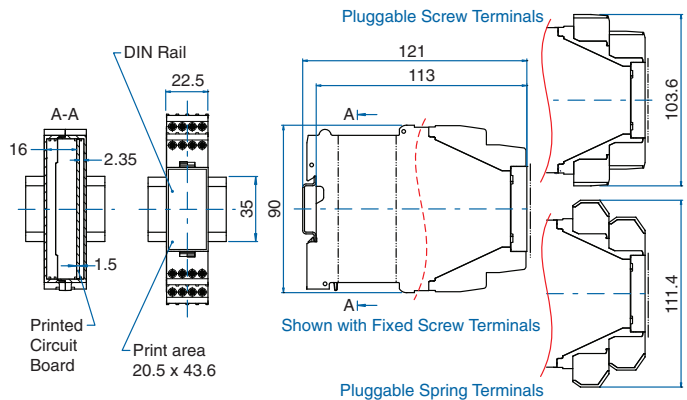 Pluggable Screw Terminals
DIN Rail
121
22.5
113
A-A
A
16
2.35
103.6
90
35
1.5
A
Shown with Fixed Screw Terminals
111.4
Printed
Circuit
Board
Print area
20.5 x 43.6
Pluggable Spring Terminals